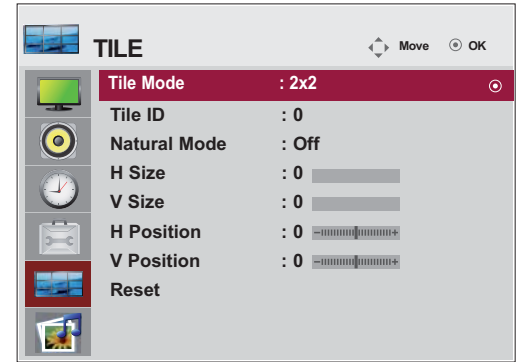 TILE Move OK
Tile Mode : 2x2
Tile ID : 0
Natural Mode : Off
H Size : 0
V Size : 0
H Position : 0 - +
V Position : 0 - +
Reset